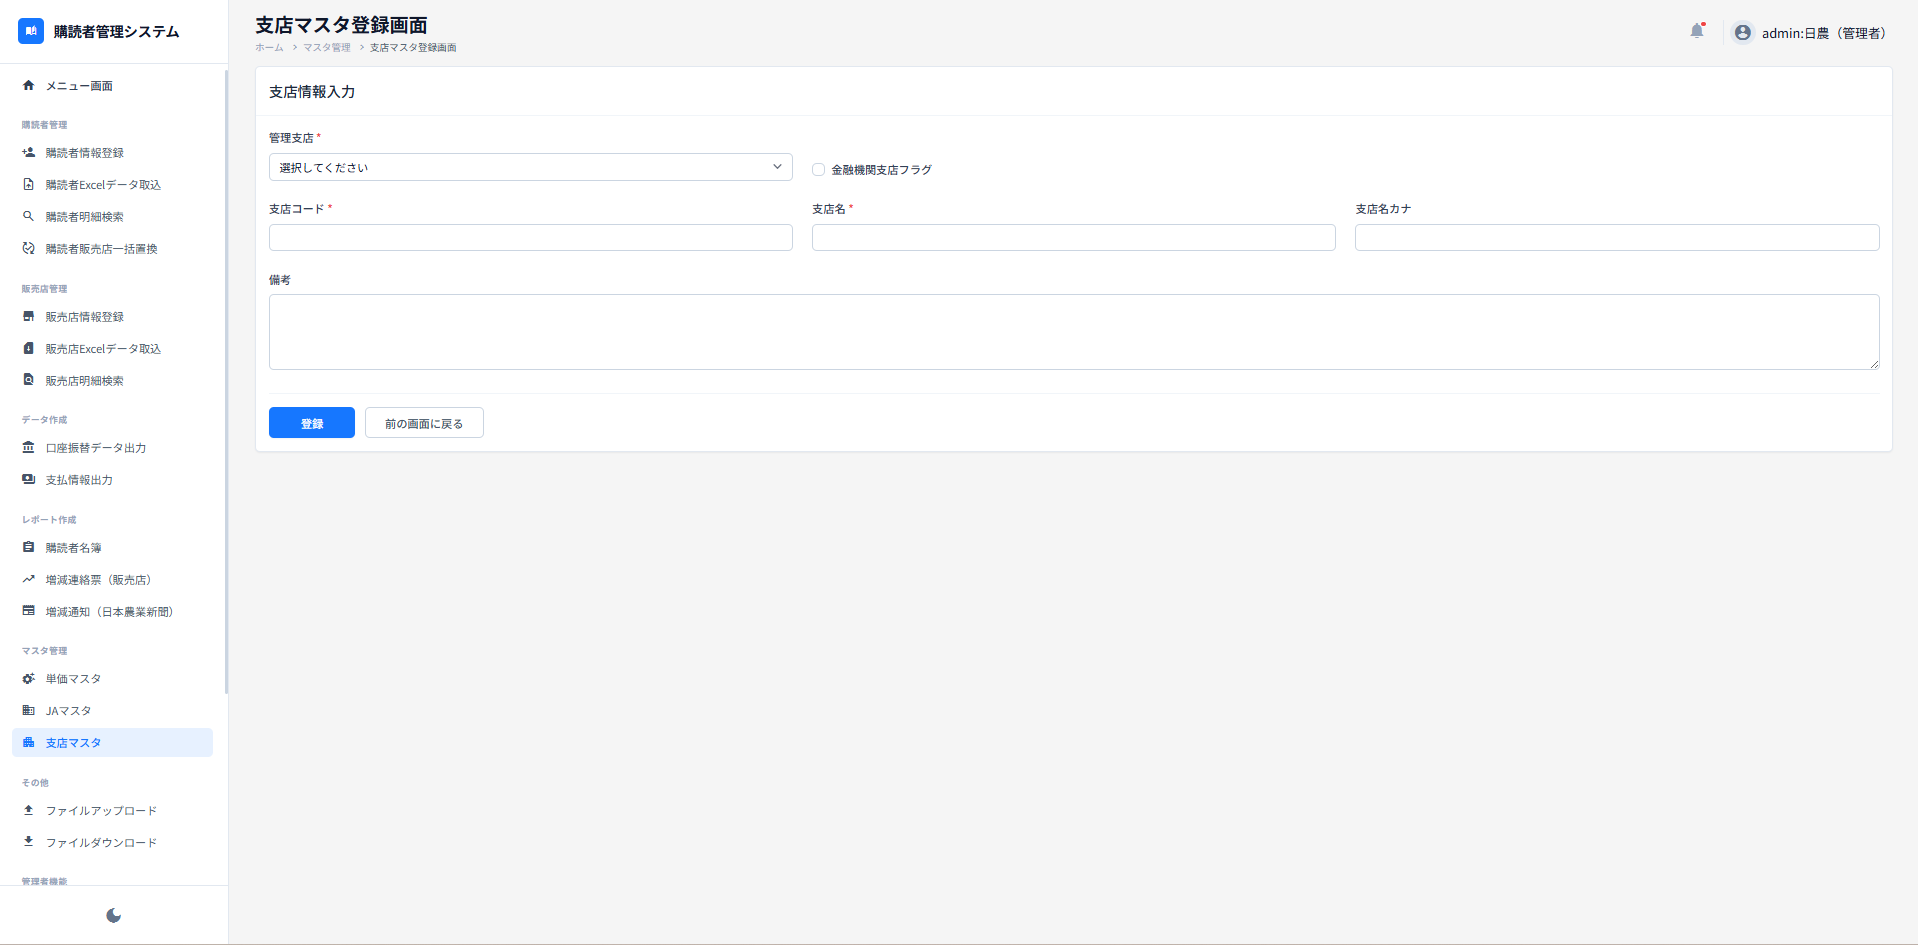 購読者管理システム
メニュー画面
購読者管理
購読者情報登録
購読者Excelデータ取込
購読者明細検索
購読者販売店一括置換
販売店管理
販売店情報登録
販売店Excelデータ取込
販売店明細検索
データ作成
口座振替データ出力
支払情報出力
レポート作成
購読者名簿
増減連絡票（販売店）
増減通知（日本農業新聞）
マスタ管理
単価マスタ
JAマスタ
支店マスタ
その他
ファイルアップロード
ファイルダウンロード
管理者機能
支店マスタ登録画面
ホーム > マスタ管理 > 支店マスタ登録画面
admin:日農（管理者）
支店情報入力
管理支店 *
選択してください
金融機関支店フラグ
支店コード *
支店名 *
支店名カナ
備考
登録
前の画面に戻る